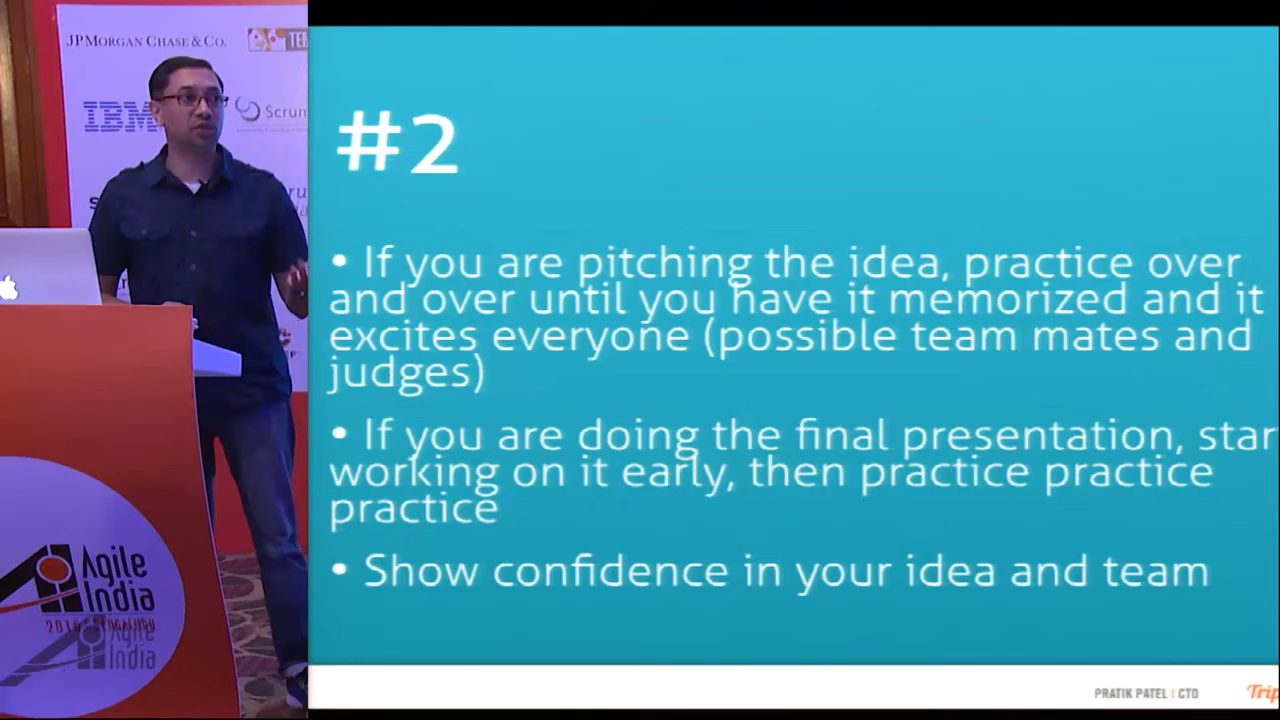 JPMORGAN CHASE & CO.
TE
IBM
Scrum
#2
• If you are pitching the idea, practice over
and over until you have it memorized and it
excites everyone (possible team mates and
judges)
• If you are doing the final presentation, star
working on it early, then practice practice
practice
• Show confidence in your idea and team
Agile
India
Agile
India
PRATIK PATEL | CTO
Trip